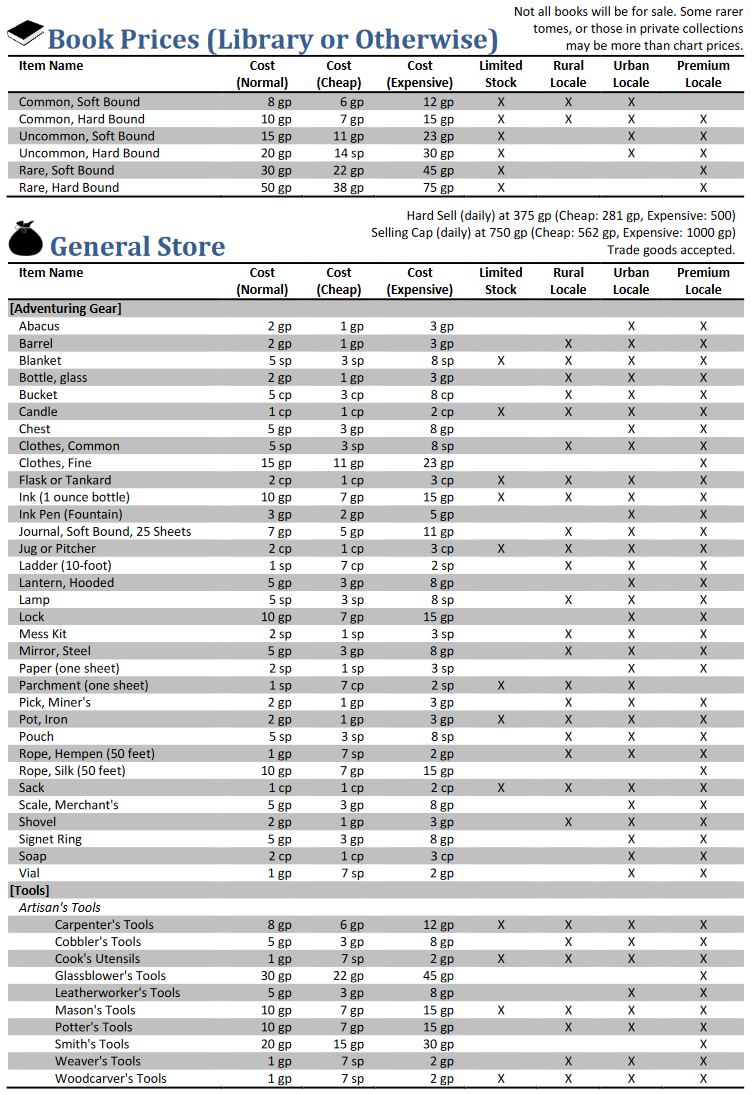 Not all books will be for sale. Some rarer
tomes, or those in private collections
may be more than chart prices.
Book Prices (Library or Otherwise)
Item Name Cost Cost Cost Limited Rural Urban Premium
(Normal) (Cheap) (Expensive) Stock Locale Locale Locale
Common, Soft Bound 8 gp 6 gp 12 gp X X X
Common, Hard Bound 10 gp 7 gp 15 gp X X X X
Uncommon, Soft Bound 15 gp 11 gp 23 gp X X X
Uncommon, Hard Bound 20 gp 14 sp 30 gp X X X
Rare, Soft Bound 30 gp 22 gp 45 gp X X
Rare, Hard Bound 50 gp 38 gp 75 gp X X
Hard Sell (daily) at 375 gp (Cheap: 281 gp, Expensive: 500)
Selling Cap (daily) at 750 gp (Cheap: 562 gp, Expensive: 1000 gp)
Trade goods accepted.
General Store
Item Name Cost Cost Cost Limited Rural Urban Premium
(Normal) (Cheap) (Expensive) Stock Locale Locale Locale
[Adventuring Gear]
Abacus 2 gp 1 gp 3 gp X X
Barrel 2 gp 1 gp 3 gp X X X
Blanket 5 sp 3 sp 8 sp X X X X
Bottle, glass 2 gp 1 gp 3 gp X X X
Bucket 5 cp 3 cp 8 cp X X X
Candle 1 cp 1 cp 2 cp X X X X
Chest 5 gp 3 gp 8 gp X X
Clothes, Common 5 sp 3 sp 8 sp X X X
Clothes, Fine 15 gp 11 gp 23 gp X
Flask or Tankard 2 cp 1 cp 3 cp X X X X
Ink (1 ounce bottle) 10 gp 7 gp 15 gp X X X X
Ink Pen (Fountain) 3 gp 2 gp 5 gp X X
Journal, Soft Bound, 25 Sheets 7 gp 5 gp 11 gp X X X
Jug or Pitcher 2 cp 1 cp 3 cp X X X X
Ladder (10-foot) 1 sp 7 cp 2 sp X X X
Lantern, Hooded 5 gp 3 gp 8 gp X X
Lamp 5 sp 3 sp 8 sp X X X
Lock 10 gp 7 gp 15 gp X X
Mess Kit 2 sp 1 sp 3 sp X X X
Mirror, Steel 5 gp 3 gp 8 gp X X X
Paper (one sheet) 2 sp 1 sp 3 sp X X
Parchment (one sheet) 1 sp 7 cp 2 sp X X X
Pick, Miner's 2 gp 1 gp 3 gp X X X
Pot, Iron 2 gp 1 gp 3 gp X X X X
Pouch 5 sp 3 sp 8 sp X X X
Rope, Hempen (50 feet) 1 gp 7 sp 2 gp X X X
Rope, Silk (50 feet) 10 gp 7 gp 15 gp X
Sack 1 cp 1 cp 2 cp X X X X
Scale, Merchant's 5 gp 3 gp 8 gp X X
Shovel 2 gp 1 gp 3 gp X X X
Signet Ring 5 gp 3 gp 8 gp X X
Soap 2 cp 1 cp 3 cp X X
Vial 1 gp 7 sp 2 gp X X
[Tools]
Artisan's Tools
Carpenter's Tools 8 gp 6 gp 12 gp X X X X
Cobbler's Tools 5 gp 3 gp 8 gp X X X
Cook's Utensils 1 gp 7 sp 2 gp X X X X
Glassblower's Tools 30 gp 22 gp 45 gp X
Leatherworker's Tools 5 gp 3 gp 8 gp X X
Mason's Tools 10 gp 7 gp 15 gp X X X X
Potter's Tools 10 gp 7 gp 15 gp X X X
Smith's Tools 20 gp 15 gp 30 gp X
Weaver's Tools 1 gp 7 sp 2 gp X X X
Woodcarver's Tools 1 gp 7 sp 2 gp X X X X